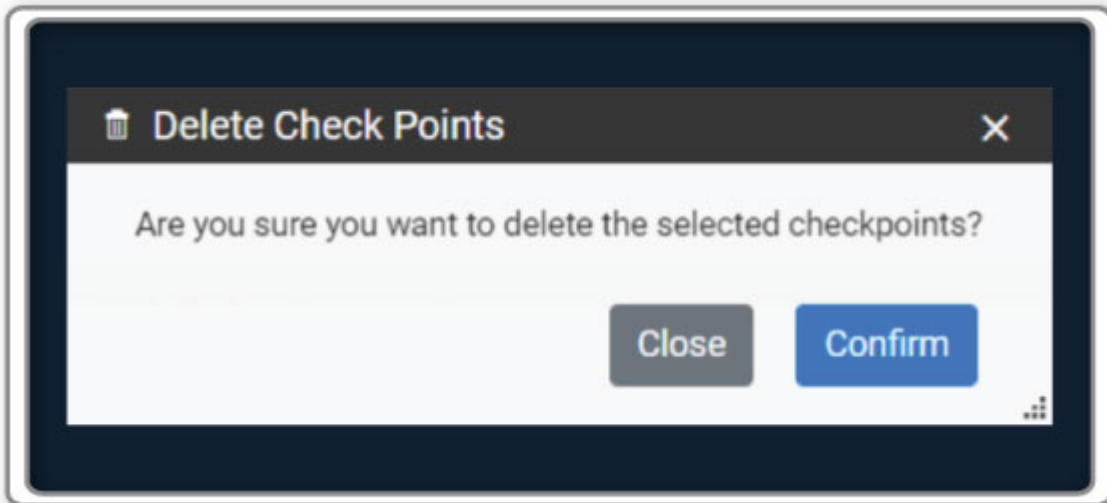 Delete Check Points
Are you sure you want to delete the selected checkpoints?
Close Confirm